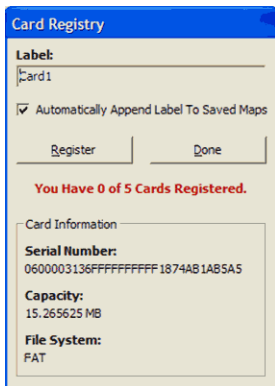 Card Registry
Label:
Card1
Automatically Append Label To Saved Maps
Register Done
You Have 0 of 5 Cards Registered.
Card Information
Serial Number:
0600003136FFFFFFFFFF1874AB1AB5A5
Capacity:
15.265625 MB
File System:
FAT